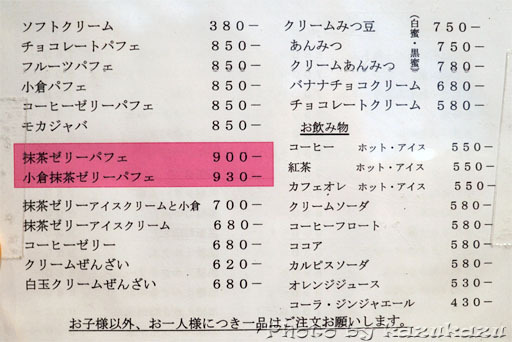 ソフトクリーム 380ー
チョコレートパフェ 850ー
フルーツパフェ 850ー
小倉パフェ 850ー
コーヒーゼリーパフェ 850ー
モカジャバ 850ー
抹茶ゼリーパフェ 900ー
小倉抹茶ゼリーパフェ 930ー
抹茶ゼリーアイスクリームと小倉 700ー
抹茶ゼリーアイスクリーム 680ー
コーヒーゼリー 680ー
クリームぜんざい 620ー
白玉クリームぜんざい 680ー
クリームみつ豆 750ー
あんみつ 750ー
クリームあんみつ 780ー
(白蜜・黒蜜)
バナナチョコクリーム 680ー
チョコレートクリーム 580ー
お飲み物
コーヒー ホット・アイス 550ー
紅茶 ホット・アイス 550ー
カフェオレ ホット・アイス 550ー
クリームソーダ 580ー
コーヒーフロート 580ー
ココア 580ー
カルピスソーダ 580ー
オレンジジュース 530ー
コーラ・ジンジャエール 430ー
お子様以外、お一人様につき一品はご注文お願いします。
Photo by kazukazu